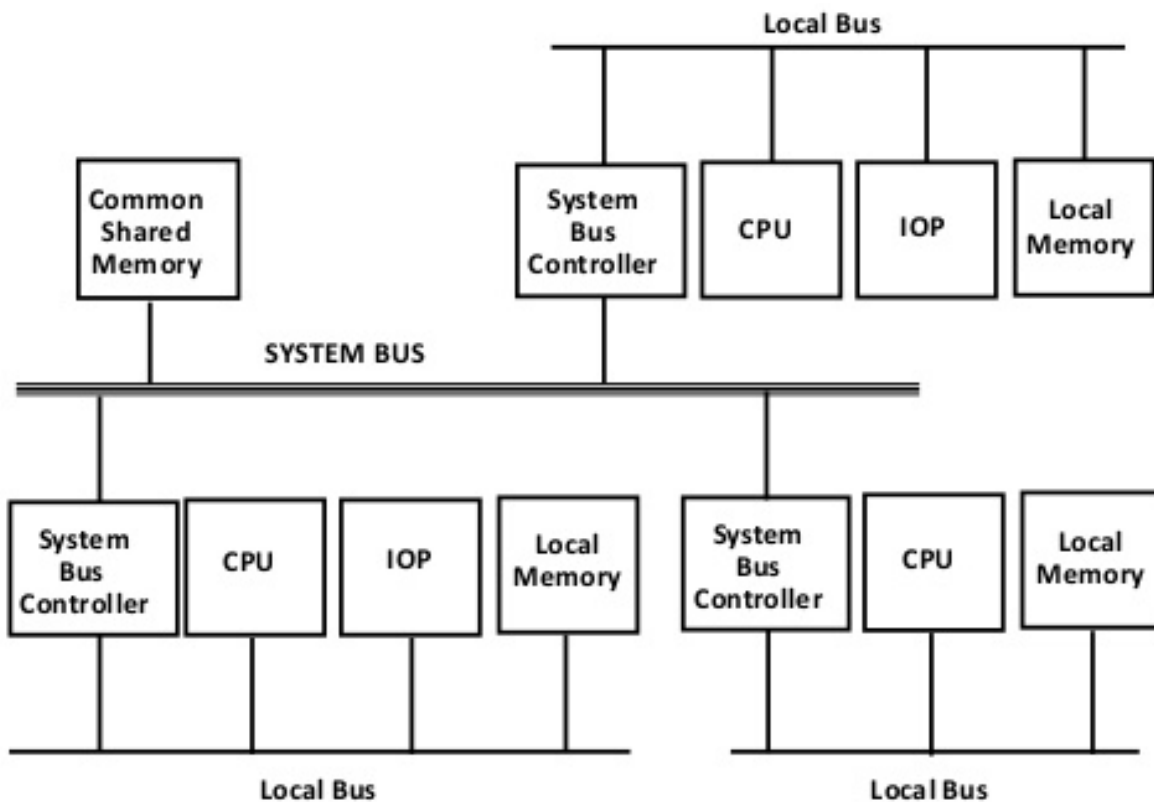 Local Bus
Common
Shared
Memory
System
Bus
Controller
CPU
IOP
Local
Memory
SYSTEM BUS
System
Bus
Controller
CPU
IOP
Local
Memory
System
Bus
Controller
CPU
Local
Memory
Local Bus
Local Bus